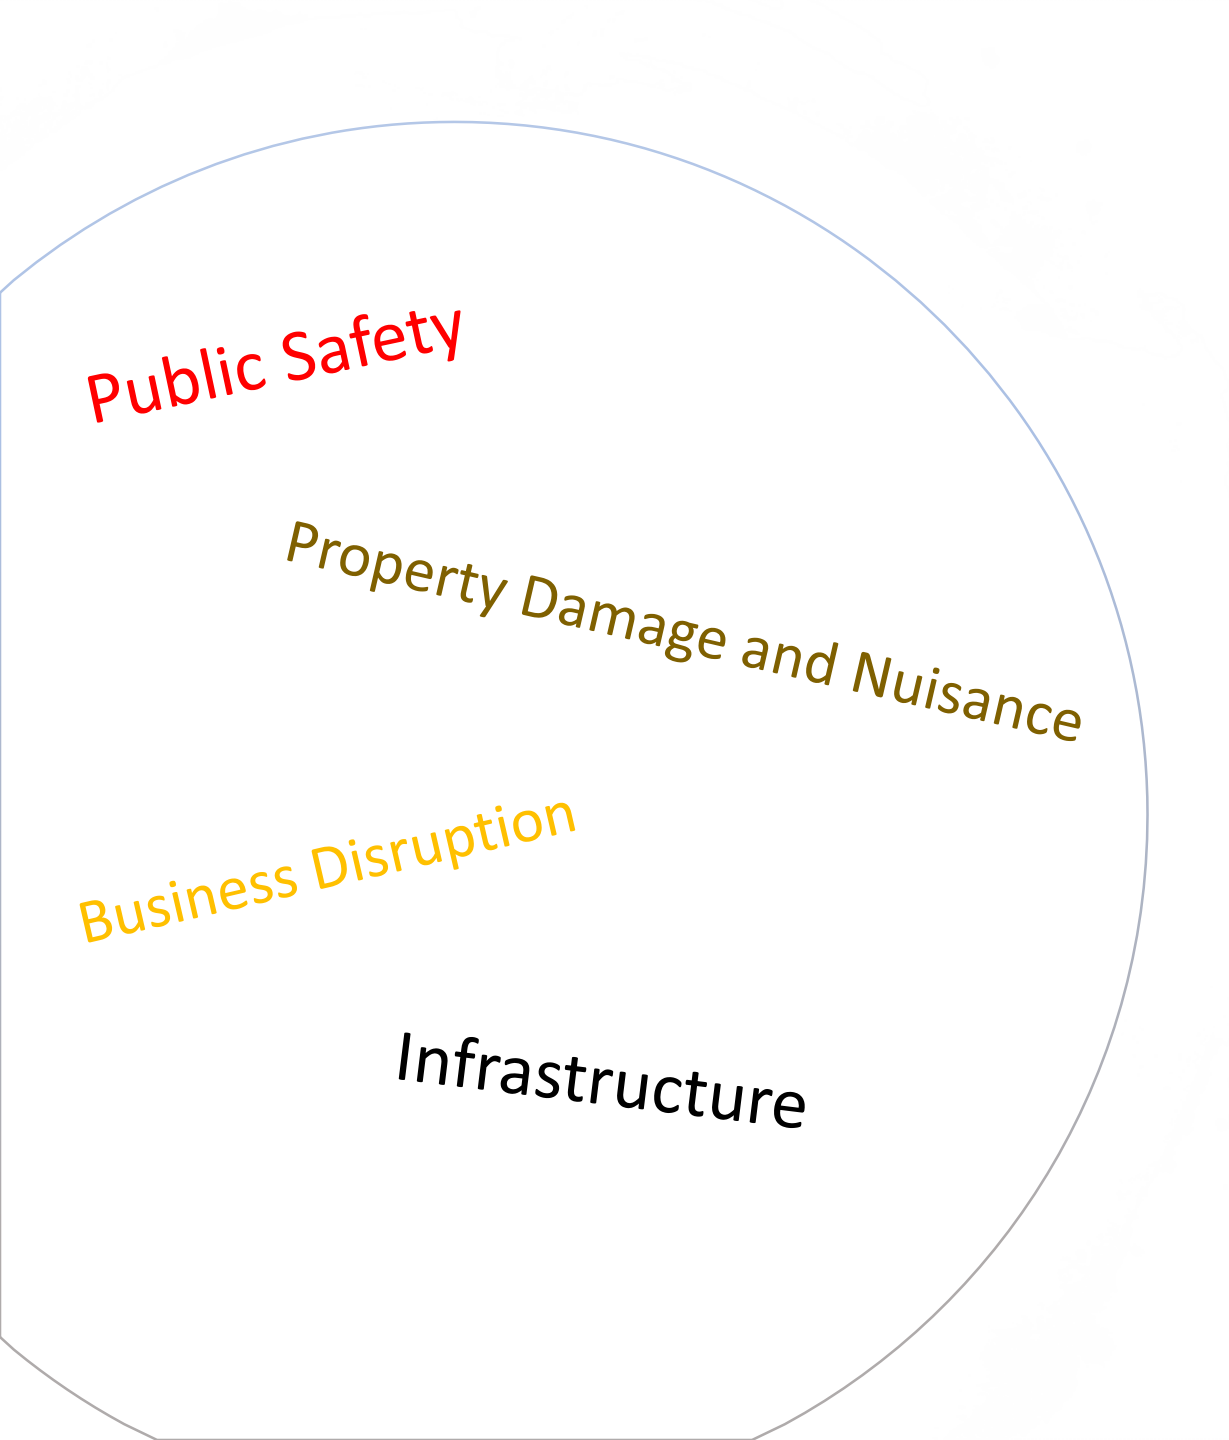 Public Safety
Property Damage and Nuisance
Business Disruption
Infrastructure